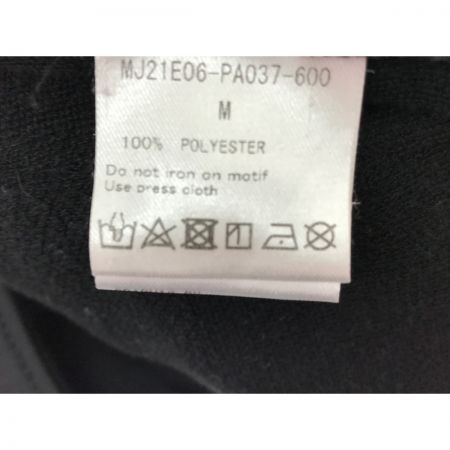 MJ21E06-PA037-600
M
100% POLYESTER
Do not iron on motif
Use press cloth